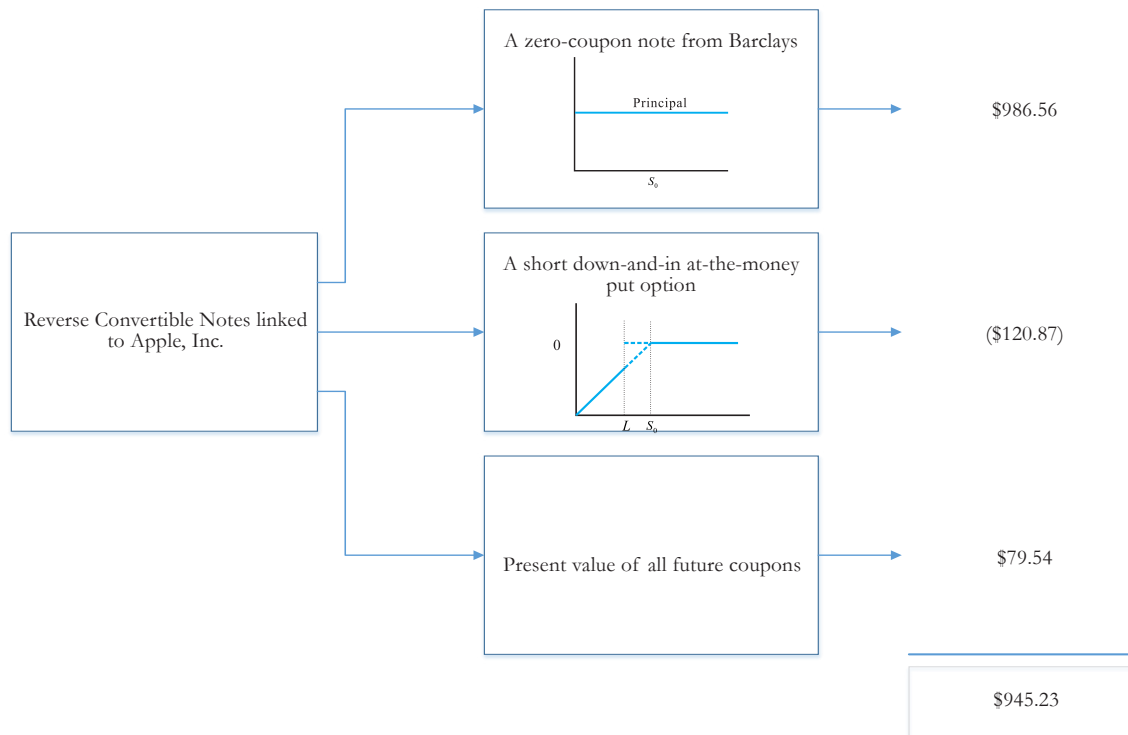 A zero-coupon note from Barclays
Principal
S₀
$986.56
Reverse Convertible Notes linked
to Apple, Inc.
A short down-and-in at-the-money
put option
0
L S₀
($120.87)
Present value of all future coupons
$79.54
$945.23